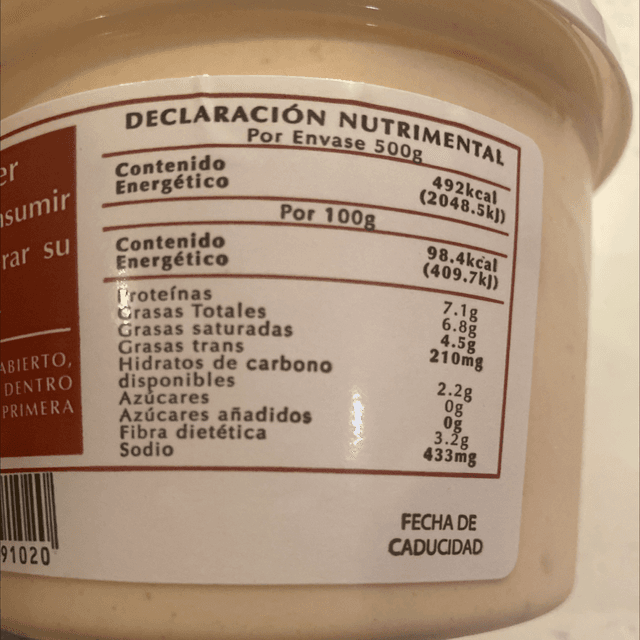 er
nsumir
rar su
ABIERTO,
DENTRO
PRIMERA
91020
DECLARACIÓN NUTRIMENTAL
Por Envase 500g
Contenido
Energético 492kcal
(2048.5kJ)
Por 100g
Contenido
Energético 98.4kcal
(409.7kJ)
Proteínas 7.1g
Grasas Totales 6.8g
Grasas saturadas 4.5g
Grasas trans 210mg
Hidratos de carbono
disponibles 2.2g
Azúcares 0g
Azúcares añadidos 0g
Fibra dietética 3.2g
Sodio 433mg
FECHA DE
CADUCIDAD